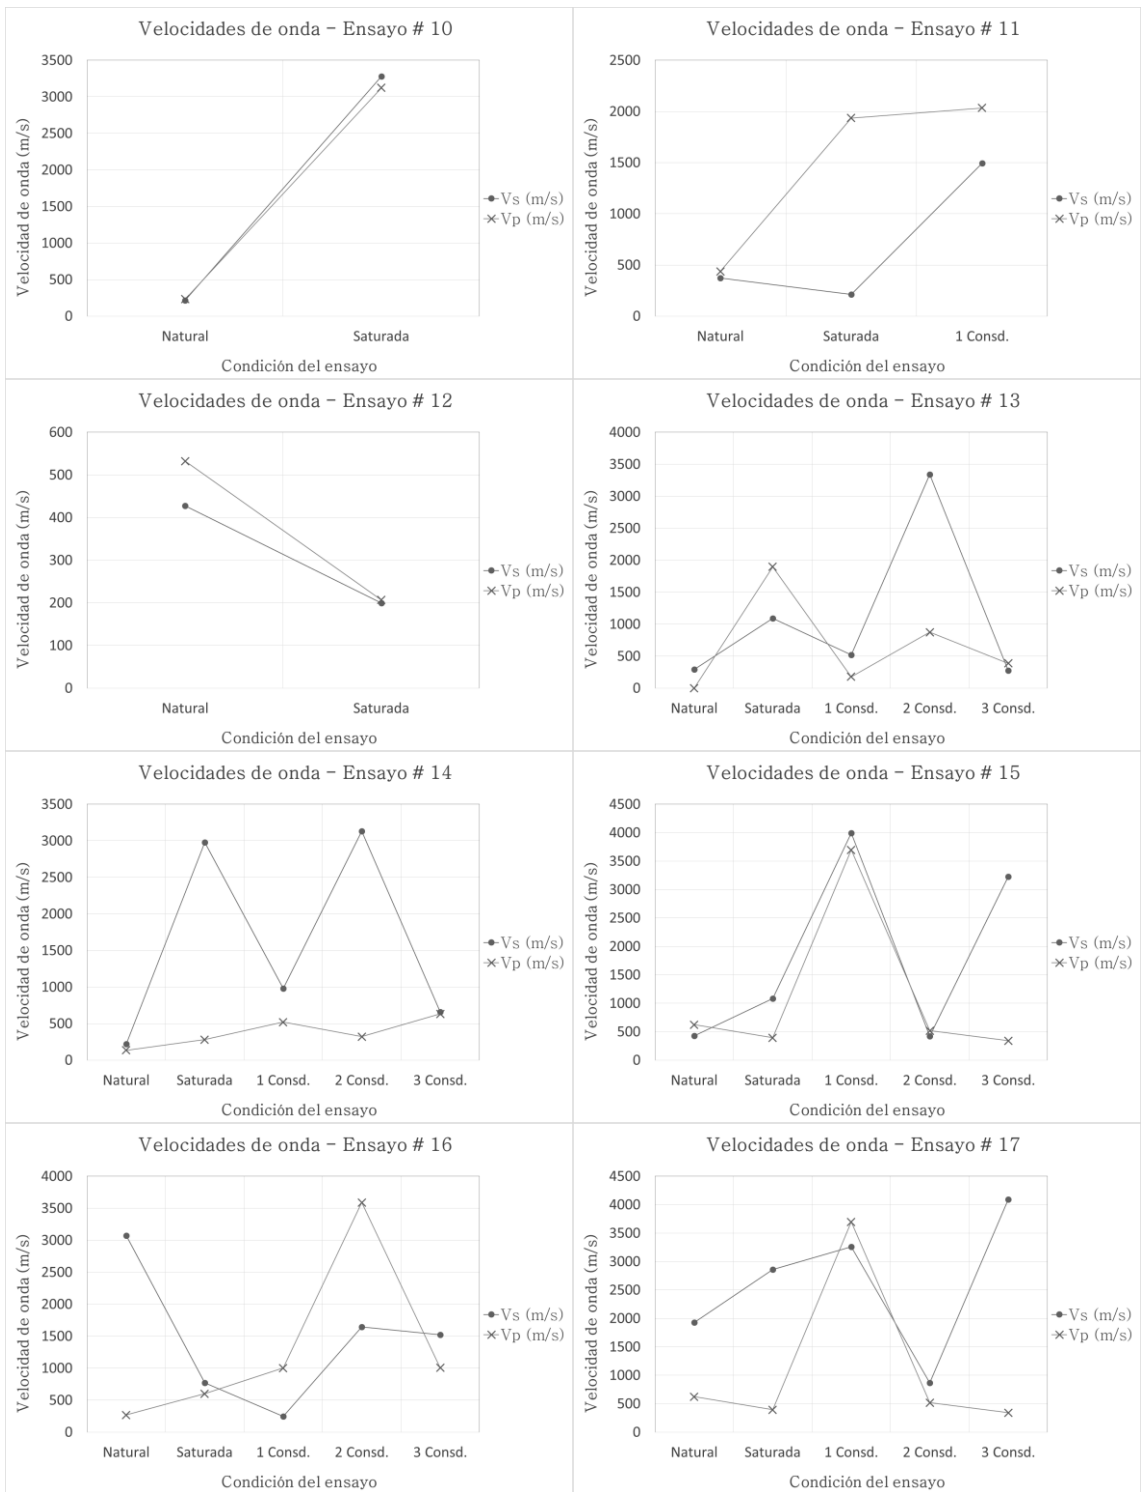 Velocidades de onda – Ensayo # 10
Velocidad de onda (m/s)
3500
3000
2500
2000
1500
1000
500
0
Natural
Saturada
Condición del ensayo
Vs (m/s)
Vp (m/s)
Velocidades de onda – Ensayo # 11
Velocidad de onda (m/s)
2500
2000
1500
1000
500
0
Natural
Saturada
1 Consd.
Condición del ensayo
Vs (m/s)
Vp (m/s)
Velocidades de onda – Ensayo # 12
Velocidad de onda (m/s)
600
500
400
300
200
100
0
Natural
Saturada
Condición del ensayo
Vs (m/s)
Vp (m/s)
Velocidades de onda – Ensayo # 13
Velocidad de onda (m/s)
4000
3500
3000
2500
2000
1500
1000
500
0
Natural
Saturada
1 Consd.
2 Consd.
3 Consd.
Condición del ensayo
Vs (m/s)
Vp (m/s)
Velocidades de onda – Ensayo # 14
Velocidad de onda (m/s)
3500
3000
2500
2000
1500
1000
500
0
Natural
Saturada
1 Consd.
2 Consd.
3 Consd.
Condición del ensayo
Vs (m/s)
Vp (m/s)
Velocidades de onda – Ensayo # 15
Velocidad de onda (m/s)
4500
4000
3500
3000
2500
2000
1500
1000
500
0
Natural
Saturada
1 Consd.
2 Consd.
3 Consd.
Condición del ensayo
Vs (m/s)
Vp (m/s)
Velocidades de onda – Ensayo # 16
Velocidad de onda (m/s)
4000
3500
3000
2500
2000
1500
1000
500
0
Natural
Saturada
1 Consd.
2 Consd.
3 Consd.
Condición del ensayo
Vs (m/s)
Vp (m/s)
Velocidades de onda – Ensayo # 17
Velocidad de onda (m/s)
4500
4000
3500
3000
2500
2000
1500
1000
500
0
Natural
Saturada
1 Consd.
2 Consd.
3 Consd.
Condición del ensayo
Vs (m/s)
Vp (m/s)